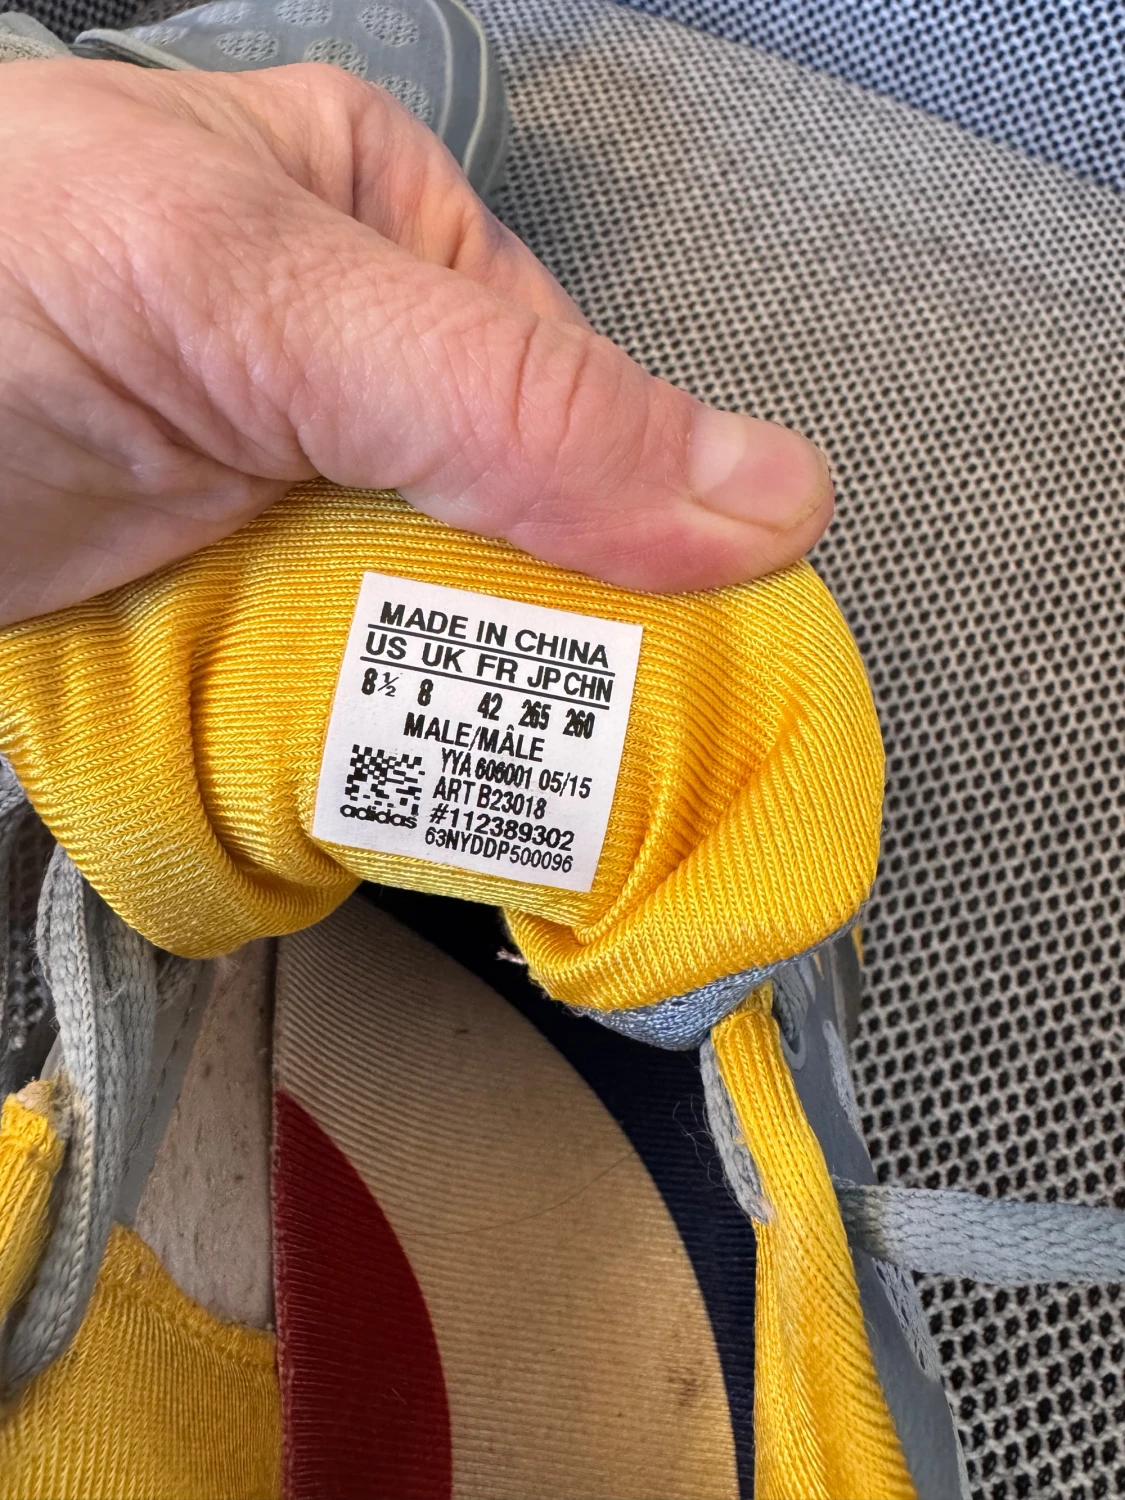 MADE IN CHINA
US UK FR JP CHN
8½ 8 42 265 260
MALE/MÂLE
YYA 606001 05/15
ART B23018
#112389302
63NYDDP500096
adidas